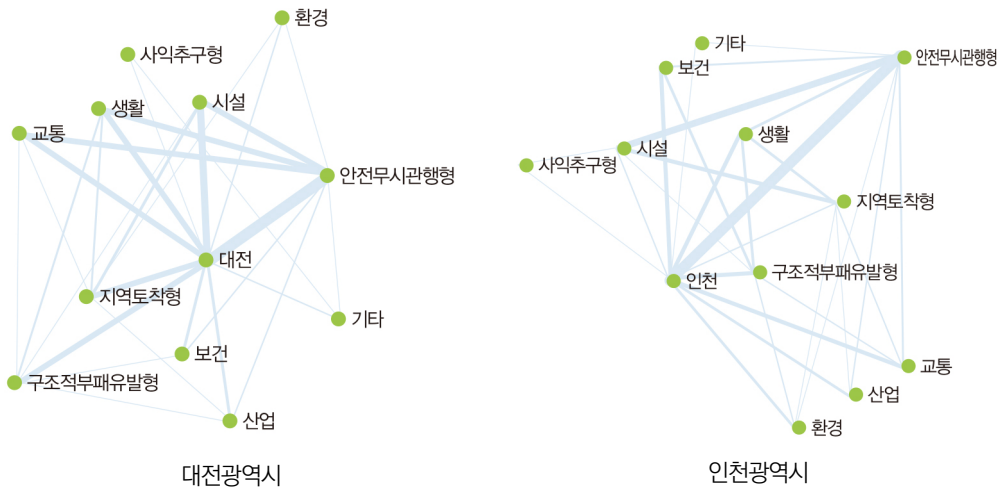 환경
사익추구형
생활
시설
교통
안전무시관행형
대전
지역토착형
기타
보건
구조적부패유발형
산업
대전광역시
기타
안전무시관행형
보건
생활
시설
사익추구형
지역토착형
구조적부패유발형
인천
교통
산업
환경
인천광역시